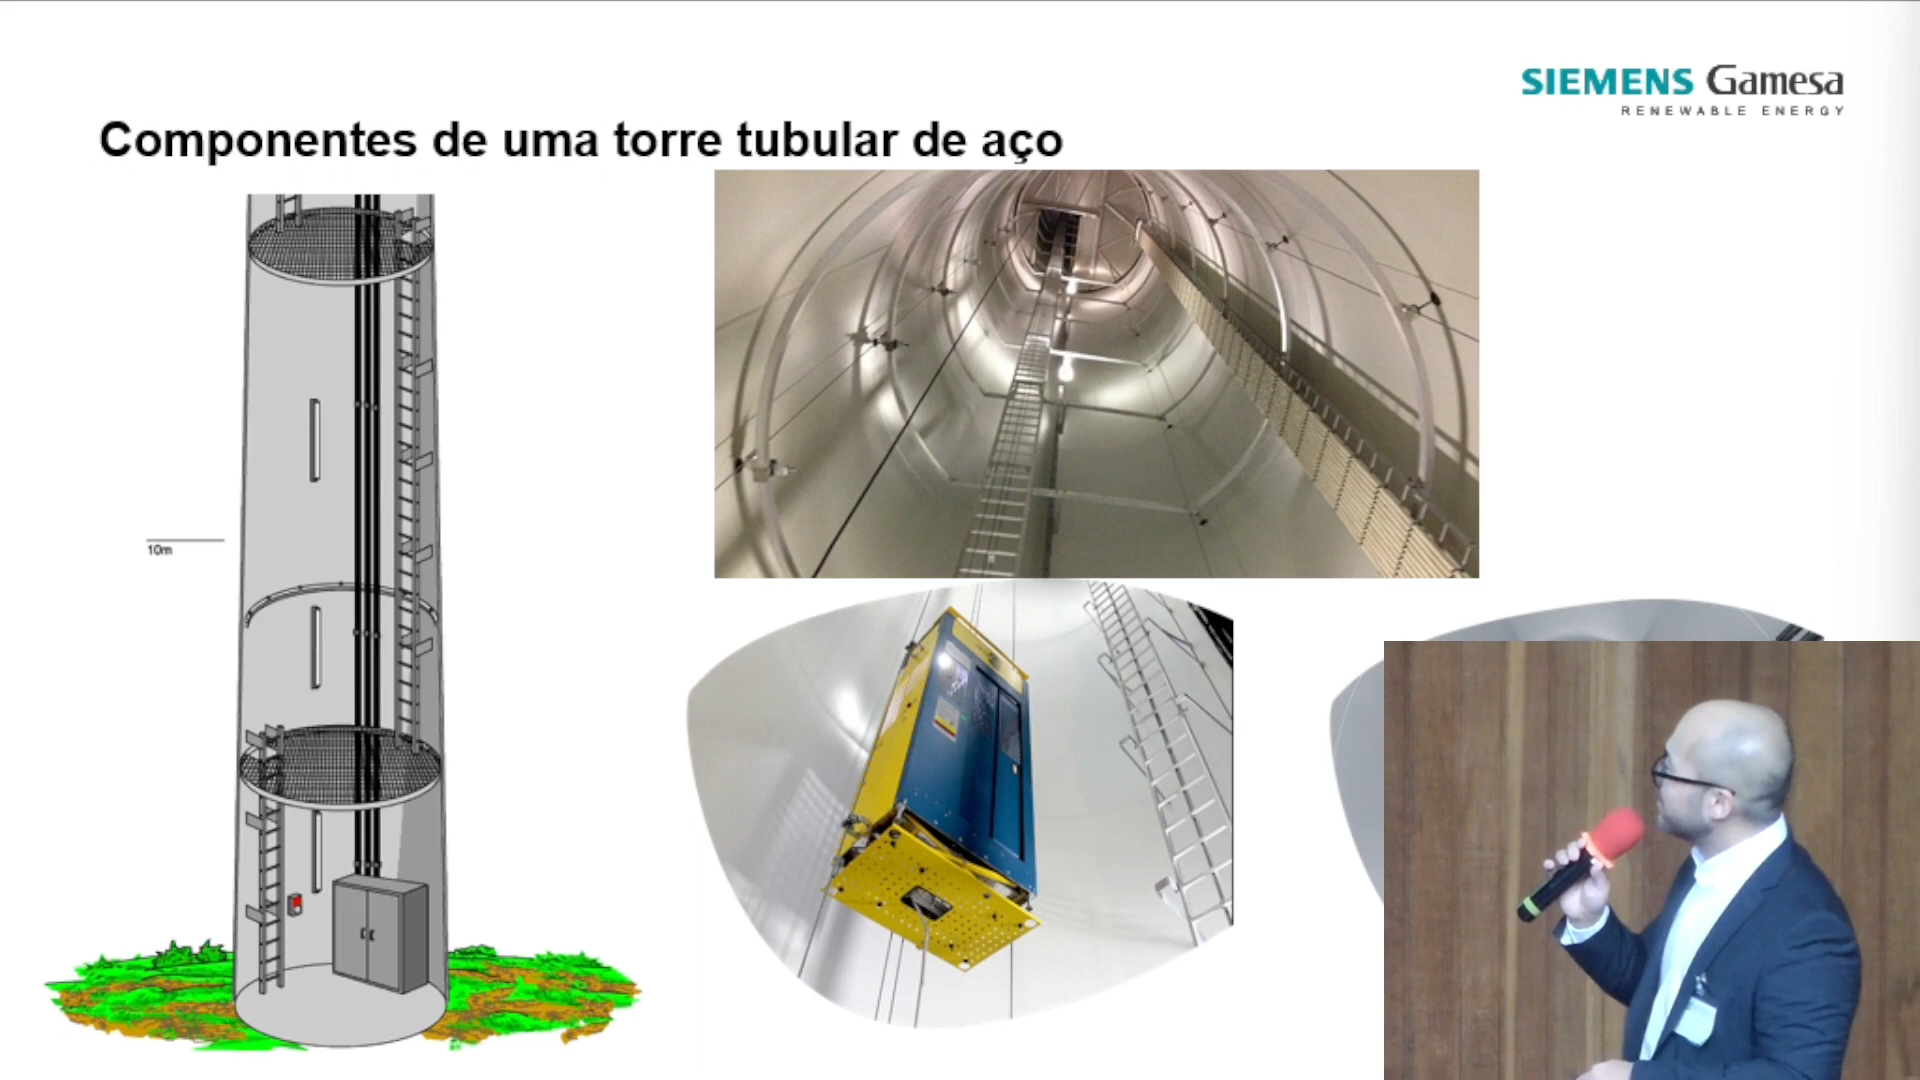 SIEMENS Gamesa
RENEWABLE ENERGY
Componentes de uma torre tubular de aço
10m